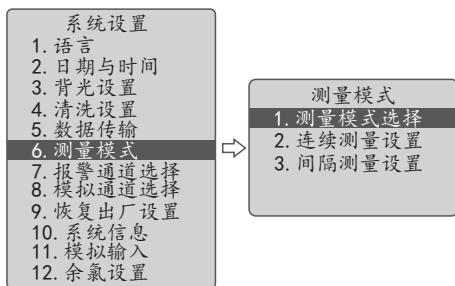 系统设置
1. 语言
2. 日期与时间
3. 背光设置
4. 清洗设置
5. 数据传输
6. 测量模式
7. 报警通道选择
8. 模拟通道选择
9. 恢复出厂设置
10. 系统信息
11. 模拟输入
12. 余氯设置
测量模式
1. 测量模式选择
2. 连续测量设置
3. 间隔测量设置